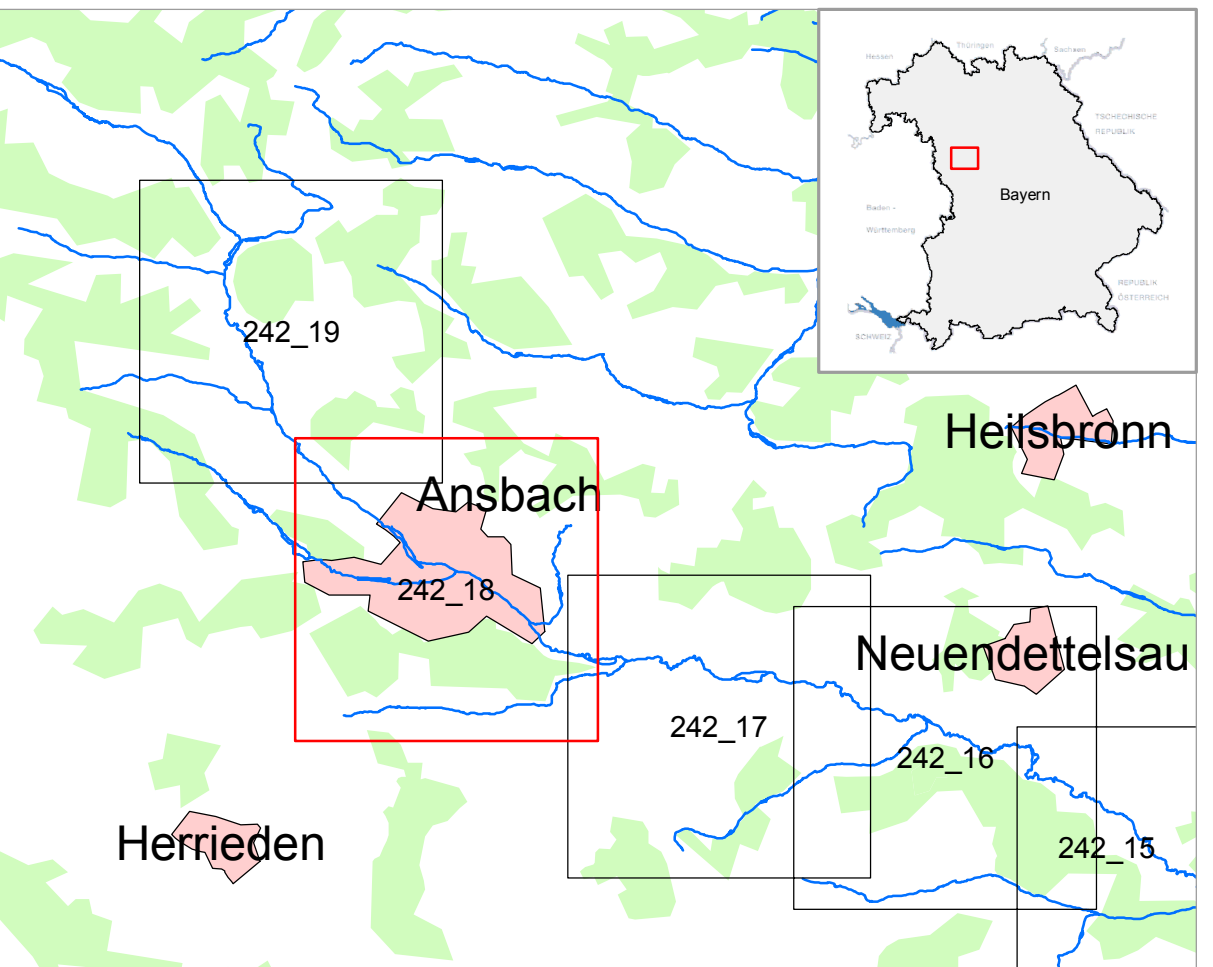 Thüringen
Hessen
Sachsen
TSCHECHISCHE
REPUBLIK
Bayern
Baden -
Württemberg
REPUBLIK
ÖSTERREICH
SCHWEIZ
242_19
Heilsbronn
Ansbach
242_18
Neuendettelsau
242_17
242_16
Herrieden
242_15